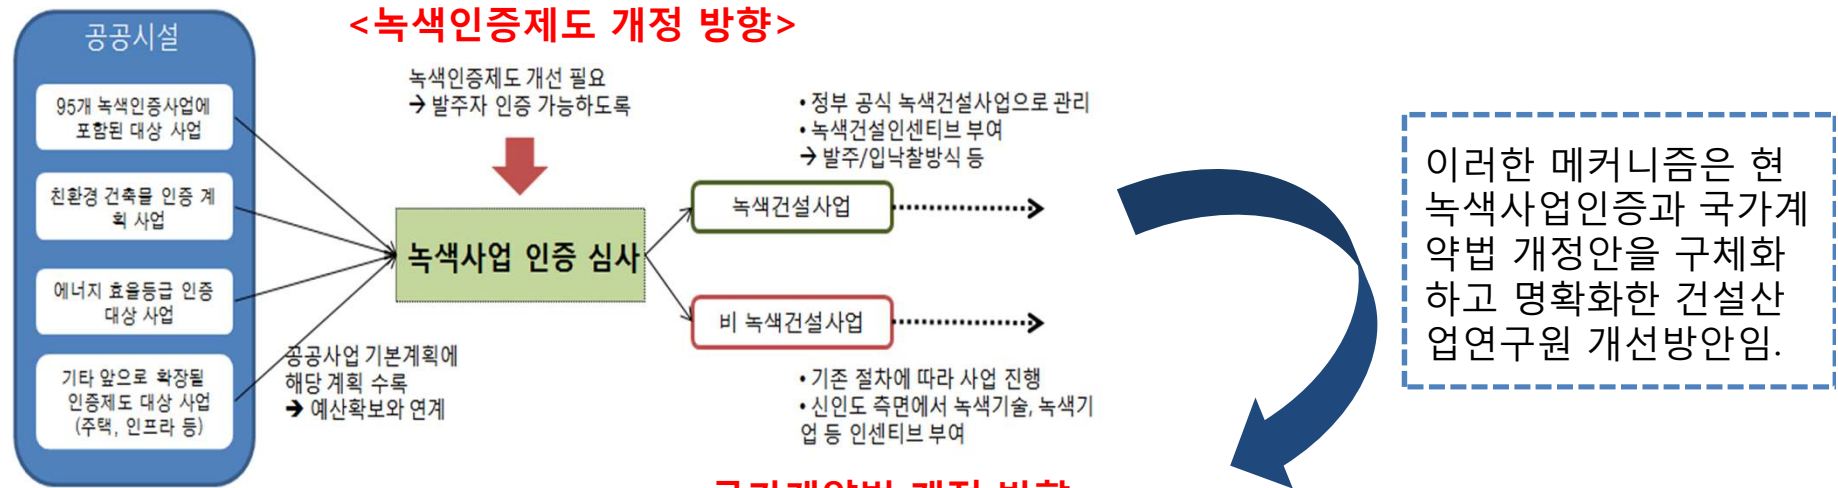 <녹색인증제도 개정 방향>
공공시설
95개 녹색인증사업에
포함된 대상 사업
친환경 건축물 인증 계
획 사업
에너지 효율등급 인증
대상 사업
기타 앞으로 확장될
인증제도 대상 사업
(주택, 인프라 등)
녹색인증제도 개선 필요
→ 발주자 인증 가능하도록
녹색사업 인증 심사
공공사업 기본계획에
해당 계획 수록
→ 예산확보와 연계
• 정부 공식 녹색건설사업으로 관리
• 녹색건설인센티브 부여
→ 발주/입낙찰방식 등
녹색건설사업
비 녹색건설사업
• 기존 절차에 따라 사업 진행
• 신인도 측면에서 녹색기술, 녹색기
업 등 인센티브 부여
이러한 메커니즘은 현
녹색사업인증과 국가계
약법 개정안을 구체화
하고 명확화한 건설산
업연구원 개선방안임.